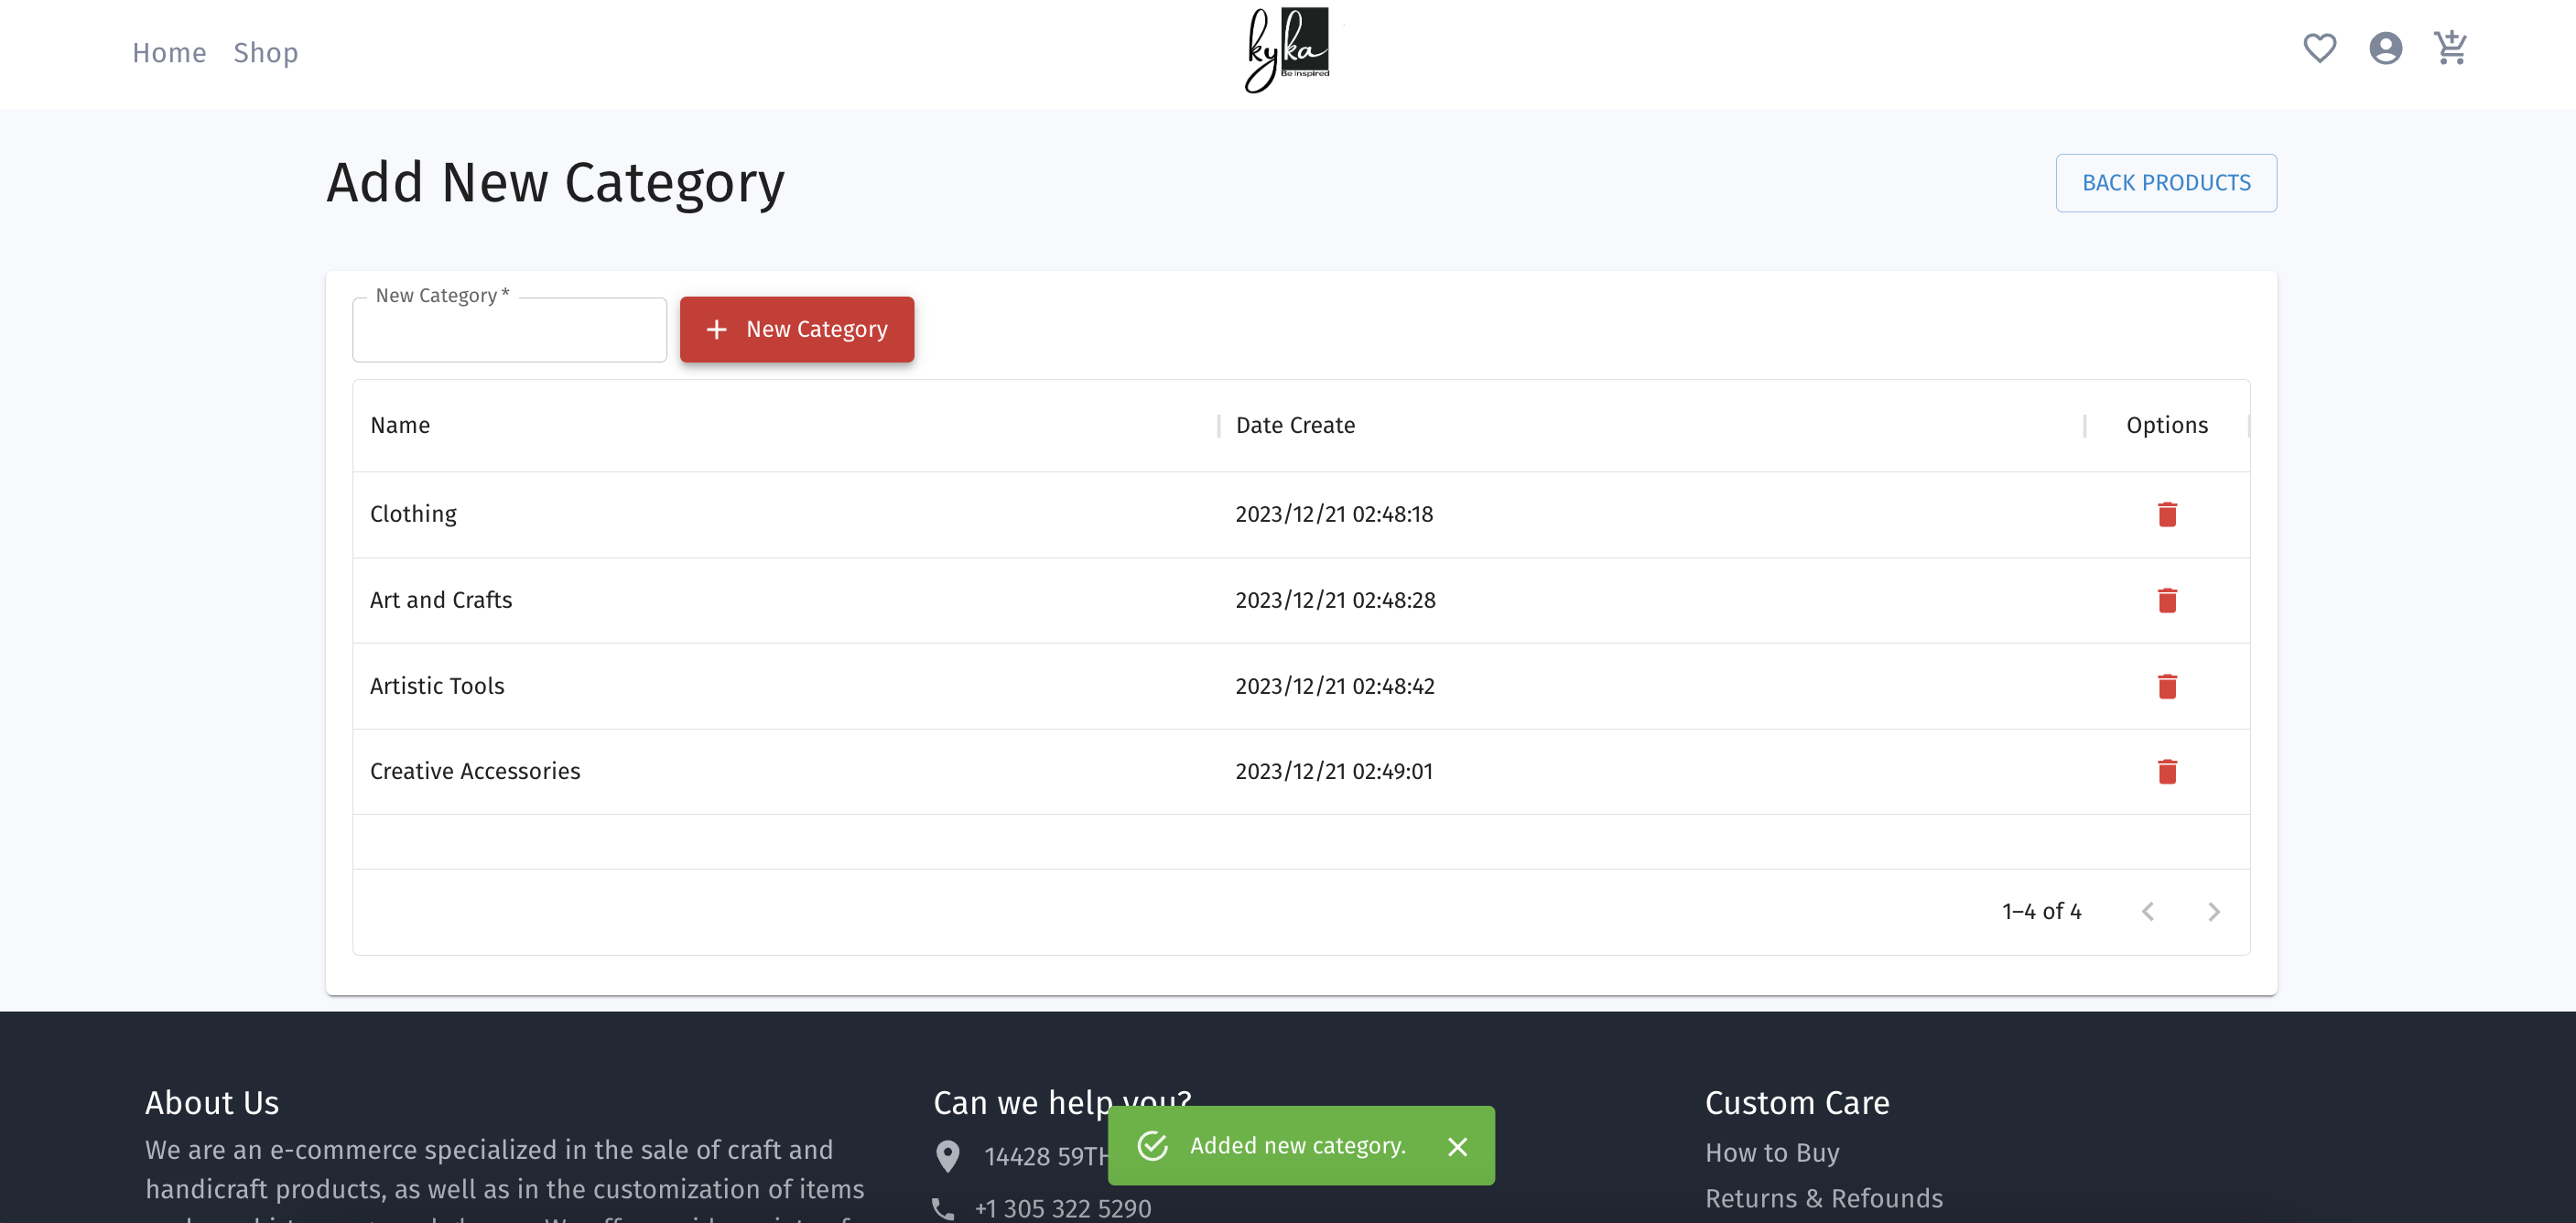 Home Shop
kyka
Be inspired
Add New Category
BACK PRODUCTS
New Category *
+ New Category
Name Date Create Options
Clothing 2023/12/21 02:48:18
Art and Crafts 2023/12/21 02:48:28
Artistic Tools 2023/12/21 02:48:42
Creative Accessories 2023/12/21 02:49:01
1–4 of 4
About Us
We are an e-commerce specialized in the sale of craft and
handicraft products, as well as in the customization of items
Can we help you?
14428 59TH
+1 305 322 5290
Added new category.
Custom Care
How to Buy
Returns & Refounds